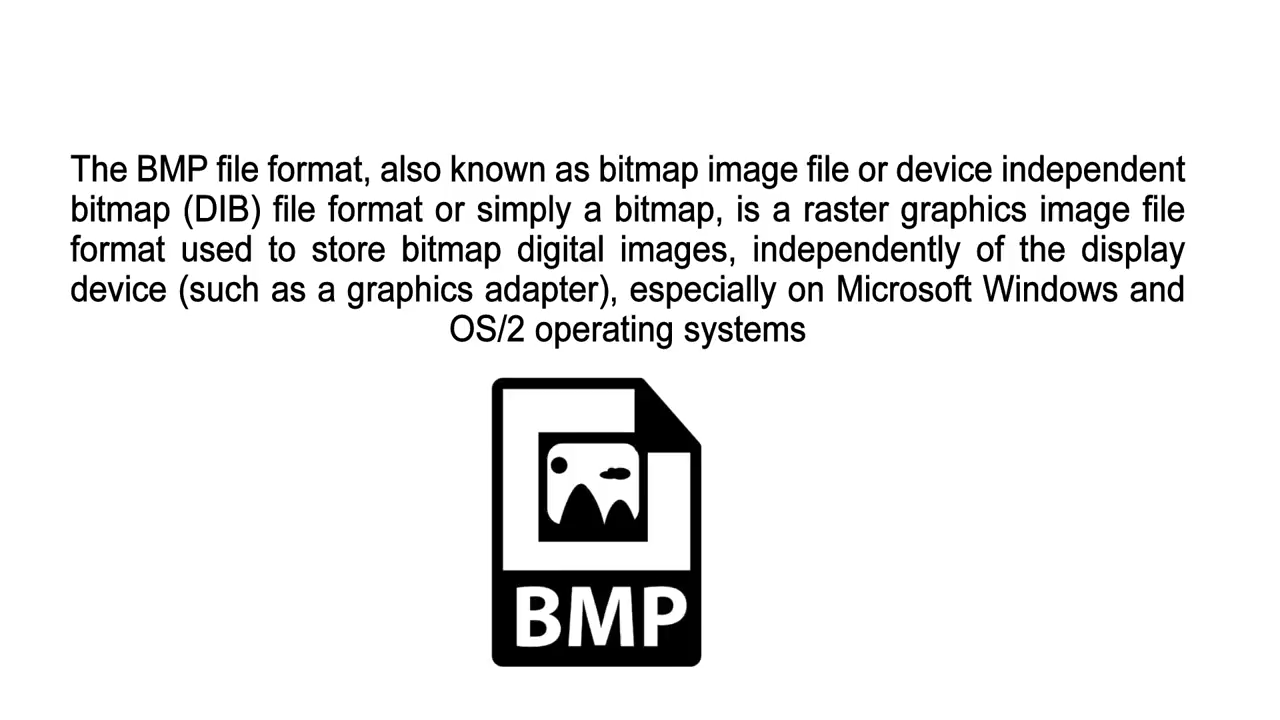 The BMP file format, also known as bitmap image file or device independent
bitmap (DIB) file format or simply a bitmap, is a raster graphics image file
format used to store bitmap digital images, independently of the display
device (such as a graphics adapter), especially on Microsoft Windows and
OS/2 operating systems
BMP